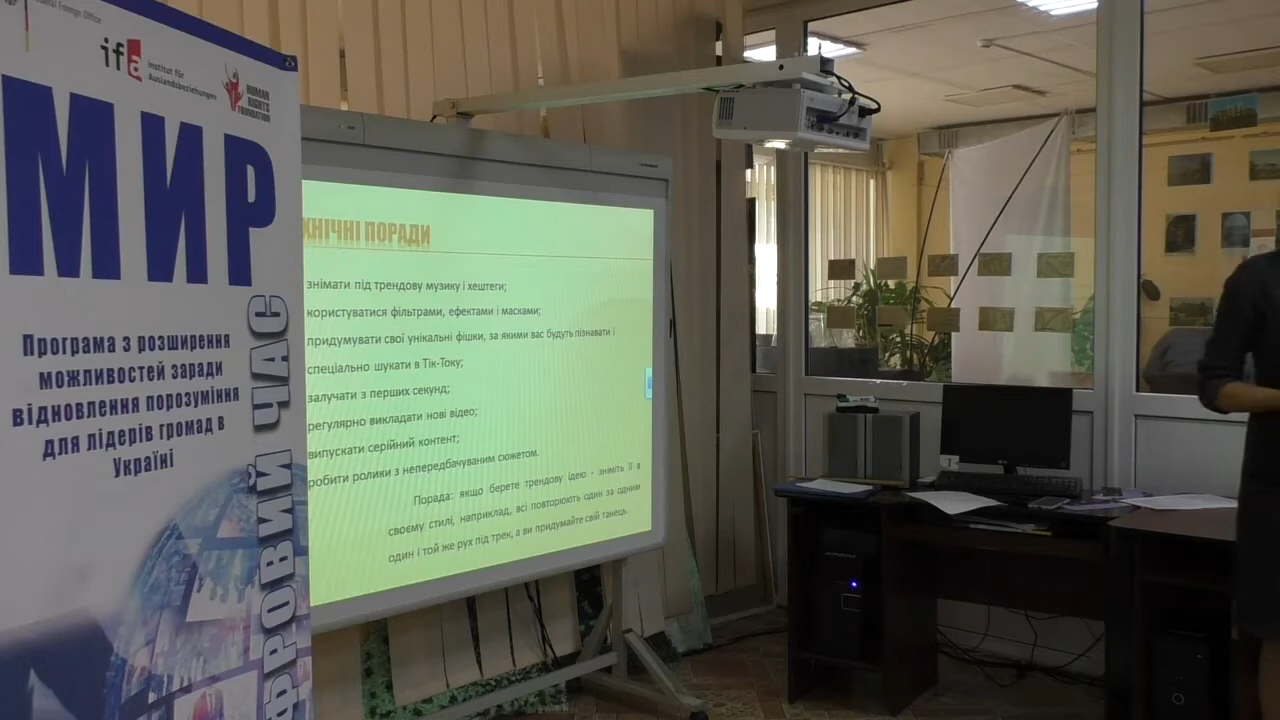 Foreign Office
ifa
Institut für
Auslandsbeziehungen
HUMAN
RIGHTS
FOUNDATION
МИР
ФРОВИЙ ЧАС
Програма з розширення
можливостей заради
відновлення порозуміння
для лідерів громад в
Україні
ХНІЧНІ ПОРАДИ
знімати під трендову музику і хештеги;
користуватися фільтрами, ефектами і масками;
придумувати свої унікальні фішки, за якими вас будуть пізнавати і
спеціально шукати в Тік-Току;
залучати з перших секунд;
регулярно викладати нові відео;
випускати серійний контент;
робити ролики з непередбачуваним сюжетом.
Порада: якщо берете трендову ідею - зніміть її в
своєму стилі, наприклад, всі повторюють один за одним
один і той же рух під трек, а ви придумайте свій танець.